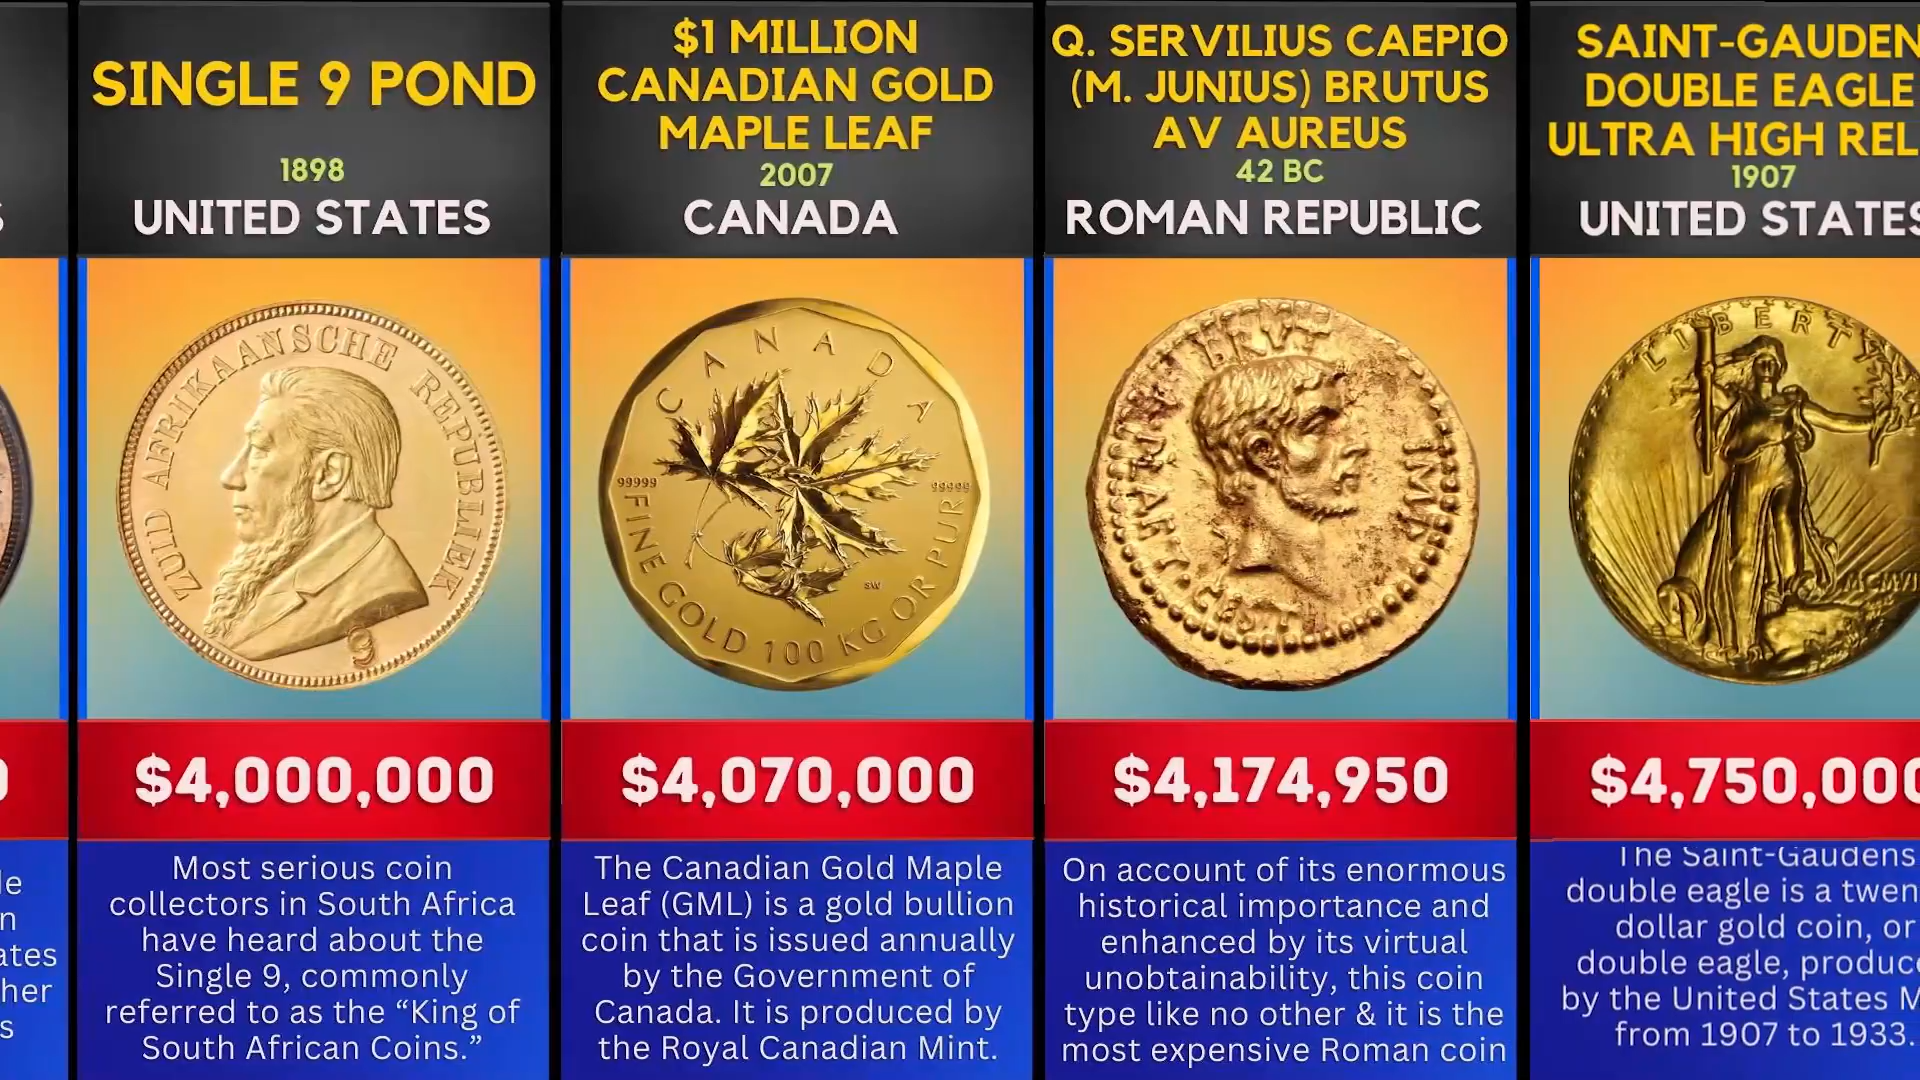 SINGLE 9 POND
1898
UNITED STATES
ZUID AFRIKAANSCHE REPUBLIEK
9
$4,000,000
Most serious coin
collectors in South Africa
have heard about the
Single 9, commonly
referred to as the “King of
South African Coins.”
$1 MILLION
CANADIAN GOLD
MAPLE LEAF
2007
CANADA
CANADA
99999
99999
FINE GOLD 100 KG OR PUR
SW
$4,070,000
The Canadian Gold Maple
Leaf (GML) is a gold bullion
coin that is issued annually
by the Government of
Canada. It is produced by
the Royal Canadian Mint.
Q. SERVILIUS CAEPIO
(M. JUNIUS) BRUTUS
AV AUREUS
42 BC
ROMAN REPUBLIC
BRVT
IMP
$4,174,950
On account of its enormous
historical importance and
enhanced by its virtual
unobtainability, this coin
type like no other & it is the
most expensive Roman coin
SAINT-GAUDEN
DOUBLE EAGLE
ULTRA HIGH REL
1907
UNITED STATES
LIBERTY
$4,750,000
The Saint-Gaudens
double eagle is a twen
dollar gold coin, or
double eagle, produce
by the United States M
from 1907 to 1933.